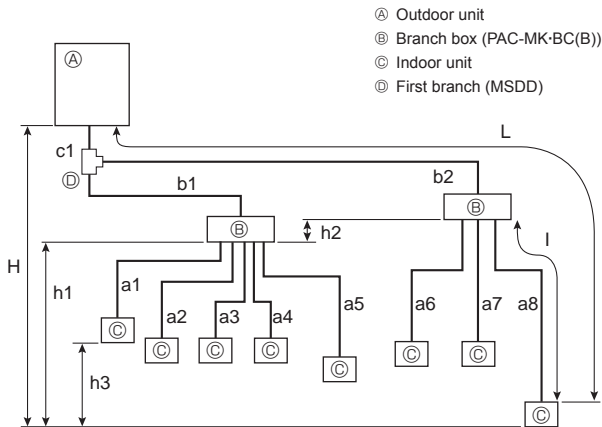 Ⓐ Outdoor unit
Ⓑ Branch box (PAC-MK·BC(B))
Ⓒ Indoor unit
Ⓓ First branch (MSDD)
Ⓐ
L
c1
Ⓓ
b1
b2
Ⓑ
Ⓑ
h2
H
h1
a1
a2
a3
a4
a5
I
a6
a7
a8
Ⓒ
Ⓒ
Ⓒ
Ⓒ
Ⓒ
Ⓒ
Ⓒ
h3
Ⓒ